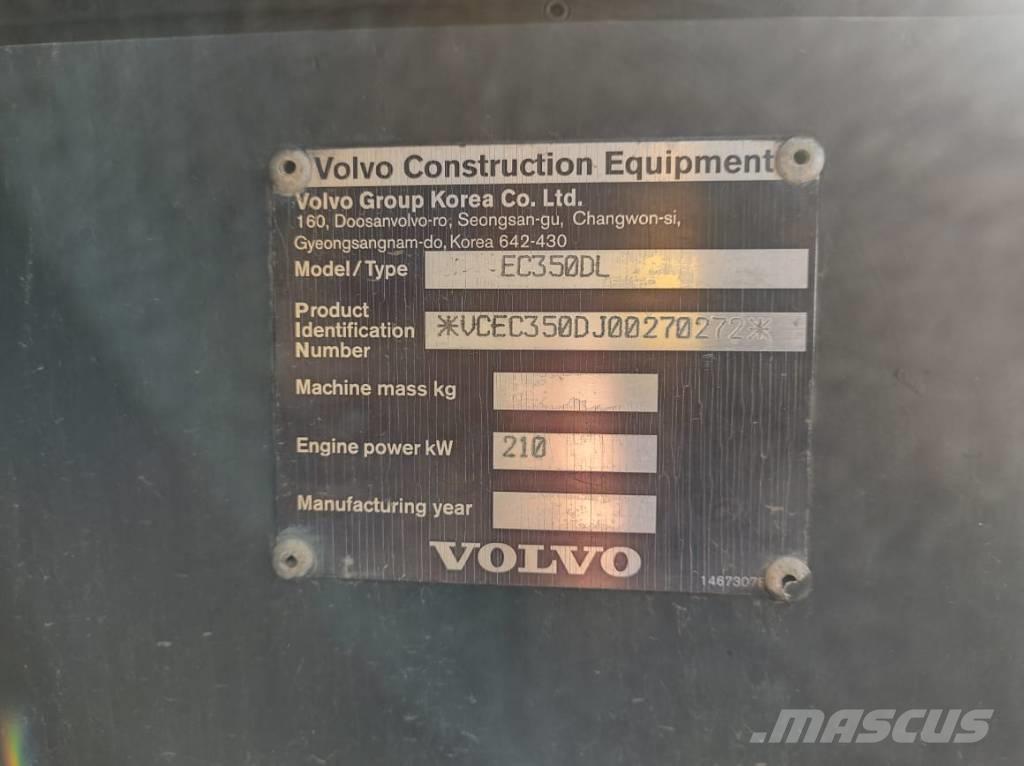 Volvo Construction Equipment
Volvo Group Korea Co. Ltd.
160, Doosanvolvo-ro, Seongsan-gu, Changwon-si,
Gyeongsangnam-do, Korea 642-430
Model/Type EC350DL
Product
Identification
Number
*VCEC350DJ00270272*
Machine mass kg
Engine power kW 210
Manufacturing year
VOLVO
MASCUS